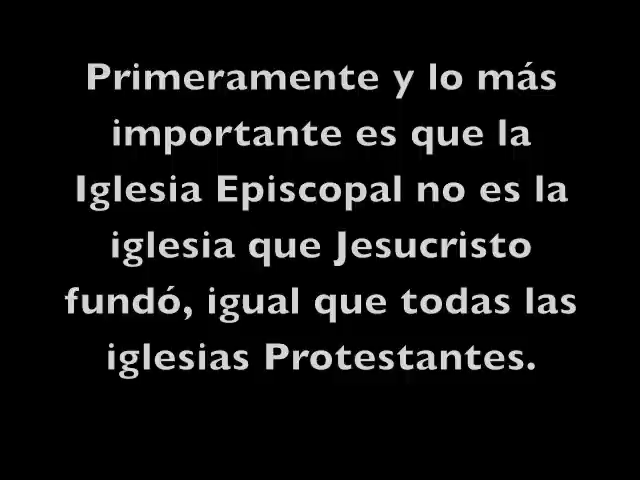 Primeramente y lo más
importante es que la
Iglesia Episcopal no es la
iglesia que Jesucristo
fundó, igual que todas las
iglesias Protestantes.